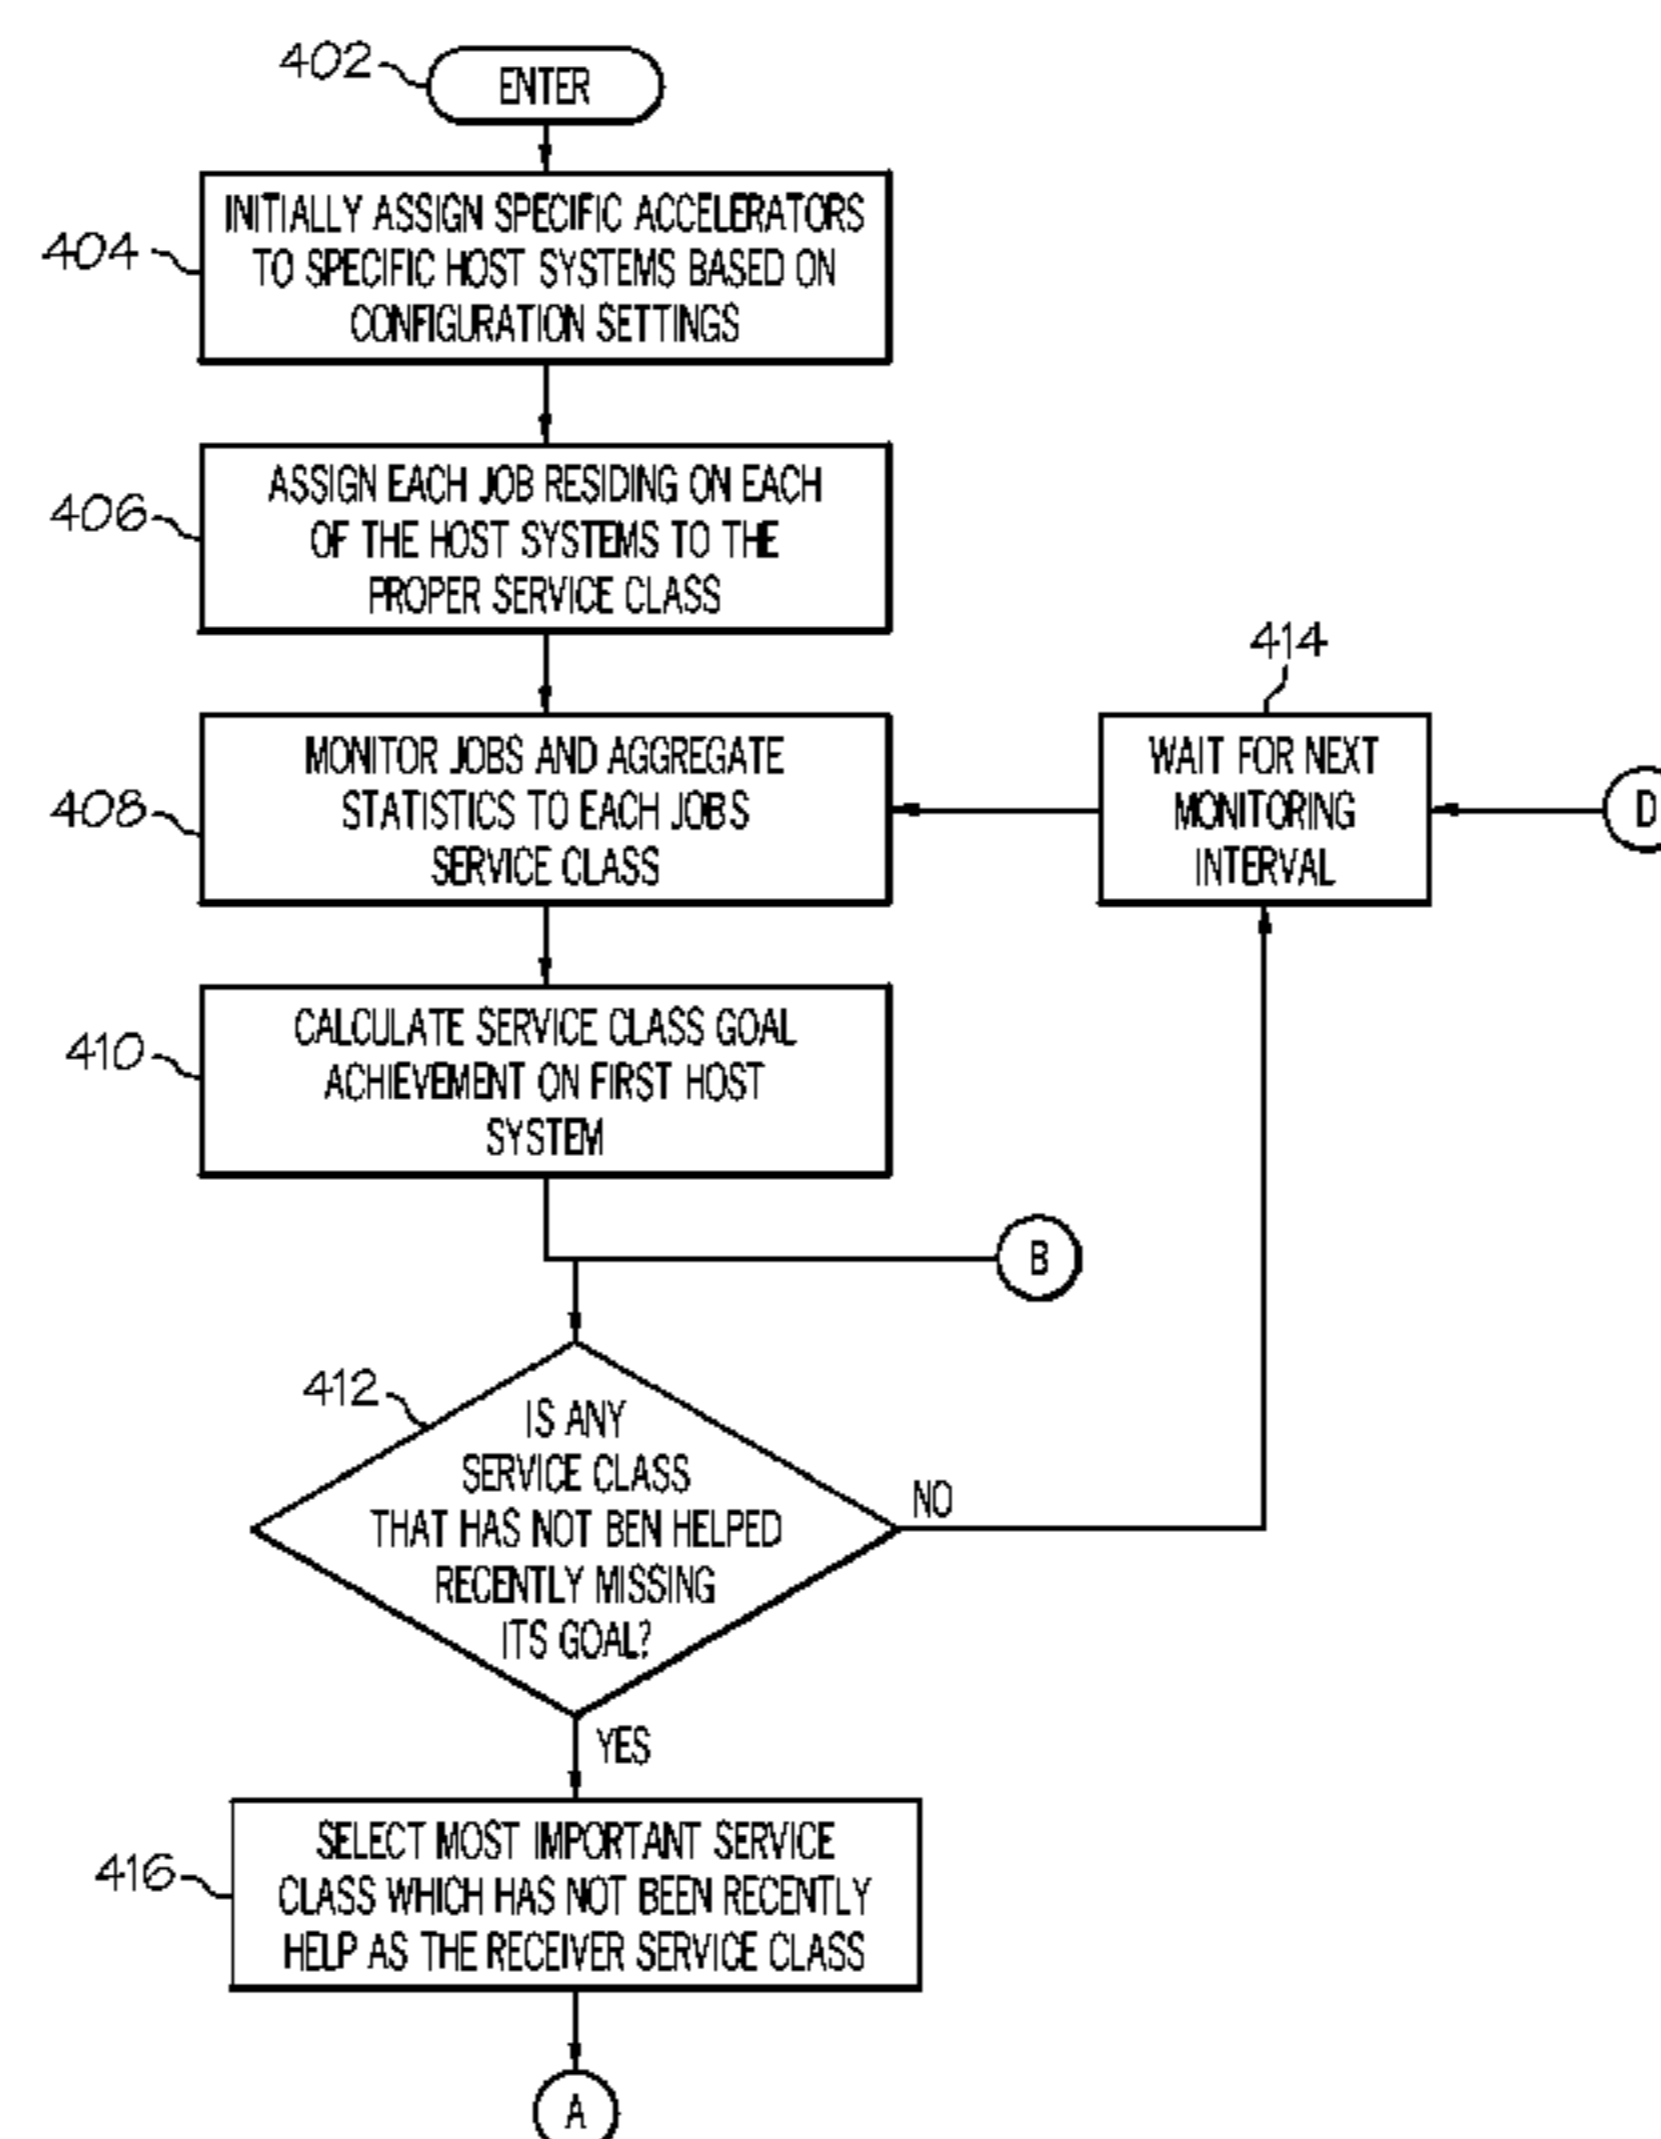 402
ENTER
404
INITIALLY ASSIGN SPECIFIC ACCELERATORS
TO SPECIFIC HOST SYSTEMS BASED ON
CONFIGURATION SETTINGS
406
ASSIGN EACH JOB RESIDING ON EACH
OF THE HOST SYSTEMS TO THE
PROPER SERVICE CLASS
408
MONITOR JOBS AND AGGREGATE
STATISTICS TO EACH JOBS
SERVICE CLASS
414
WAIT FOR NEXT
MONITORING
INTERVAL
D
410
CALCULATE SERVICE CLASS GOAL
ACHIEVEMENT ON FIRST HOST
SYSTEM
B
412
IS ANY
SERVICE CLASS
THAT HAS NOT BEN HELPED
RECENTLY MISSING
ITS GOAL?
NO
YES
416
SELECT MOST IMPORTANT SERVICE
CLASS WHICH HAS NOT BEEN RECENTLY
HELP AS THE RECEIVER SERVICE CLASS
A